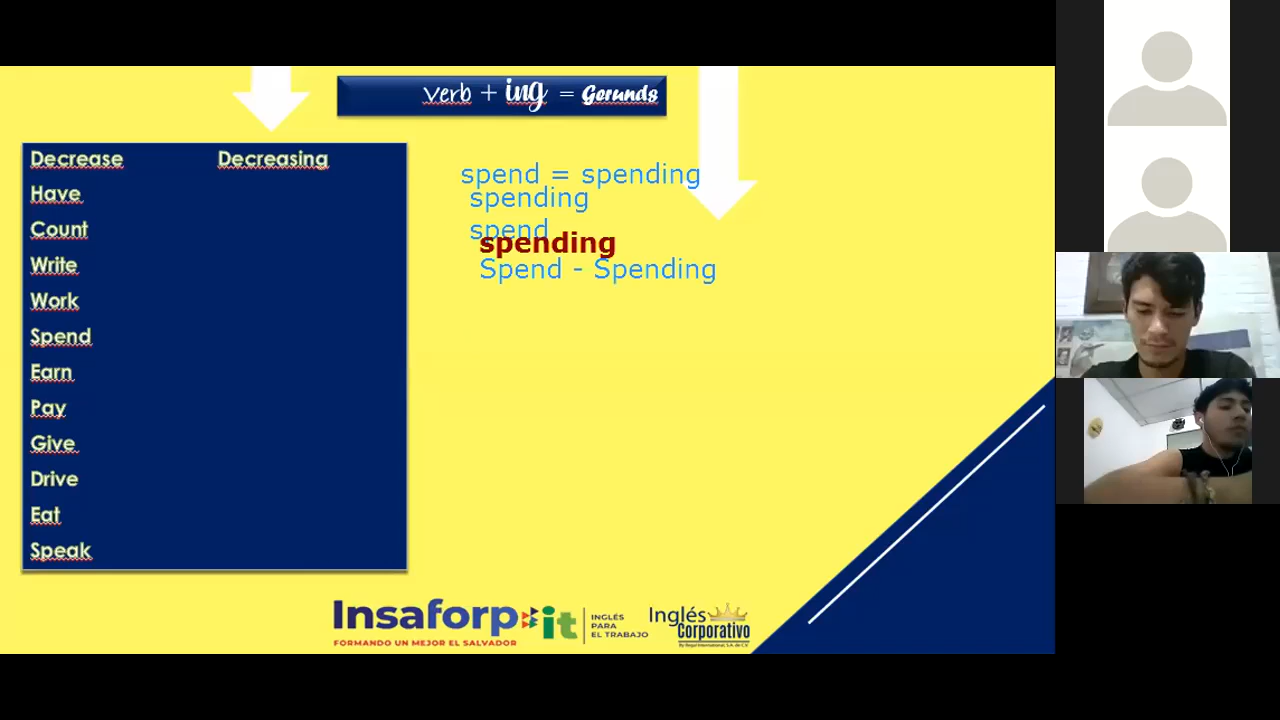 Verb + ing = Gerunds
Decrease Decreasing
Have
Count
Write
Work
Spend
Earn
Pay
Give
Drive
Eat
Speak
spend = spending
spending
spend
spending
Spend - Spending
Insaforp
FORMANDO UN MEJOR EL SALVADOR
it
INGLÉS
PARA
EL TRABAJO
Inglés
Corporativo